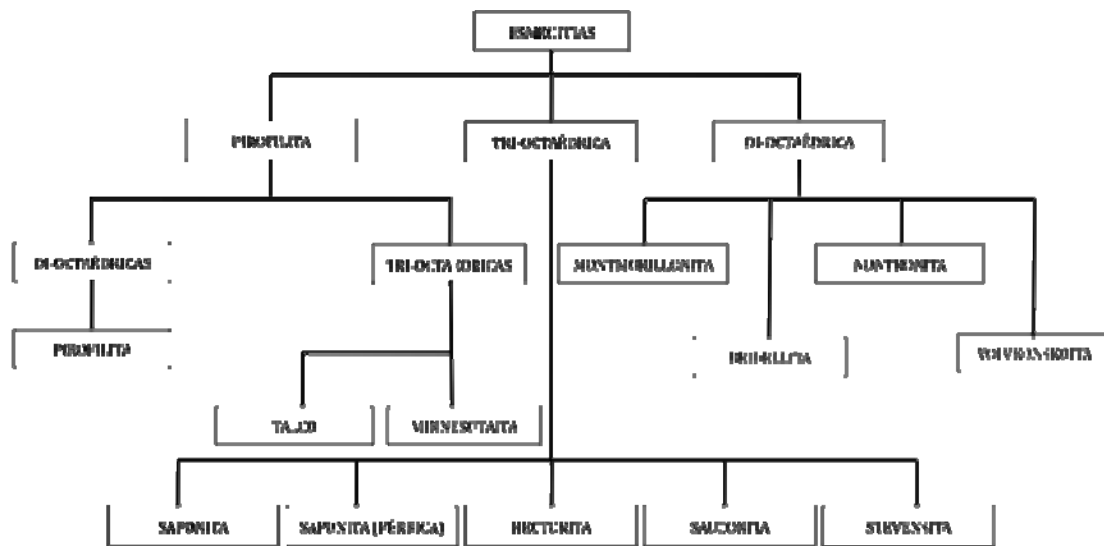 ESMECTITAS
PIROFILITA
TRI-OCTAÉDRICA
DI-OCTAÉDRICA
DI-OCTAÉDRICAS
TRI-OCTAÉDRICAS
MONTMORILLONITA
NONTRONITA
PIROFILITA
BEIDELLITA
VOLKONSKOITA
TALCO
MINNESOTAITA
SAPONITA
SAPONITA (FÉRRICA)
HECTORITA
SAUCONITA
STEVENSITA